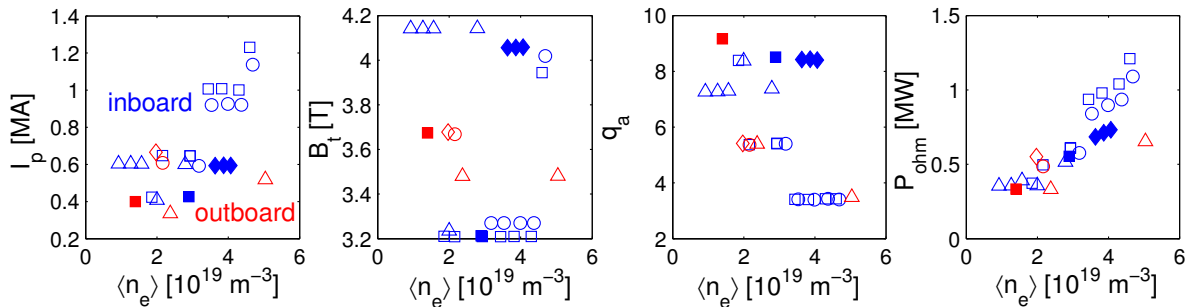 1.4
1.2
1
0.8
0.6
0.4
0.2
0 2 4 6
I_p [MA]
⟨n_e⟩ [10^19 m^−3]
inboard
outboard
4.2
4
3.8
3.6
3.4
3.2
0 2 4 6
B_t [T]
⟨n_e⟩ [10^19 m^−3]
10
8
6
4
2
0 2 4 6
q_a
⟨n_e⟩ [10^19 m^−3]
1.5
1
0.5
0
0 2 4 6
P_ohm [MW]
⟨n_e⟩ [10^19 m^−3]